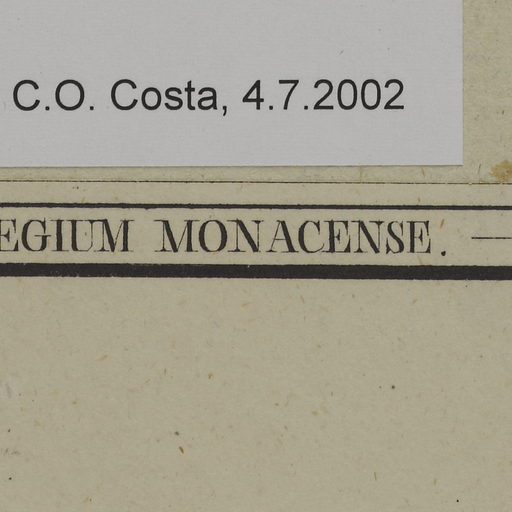 C.O. Costa, 4.7.2002
EGIUM MONACENSE.